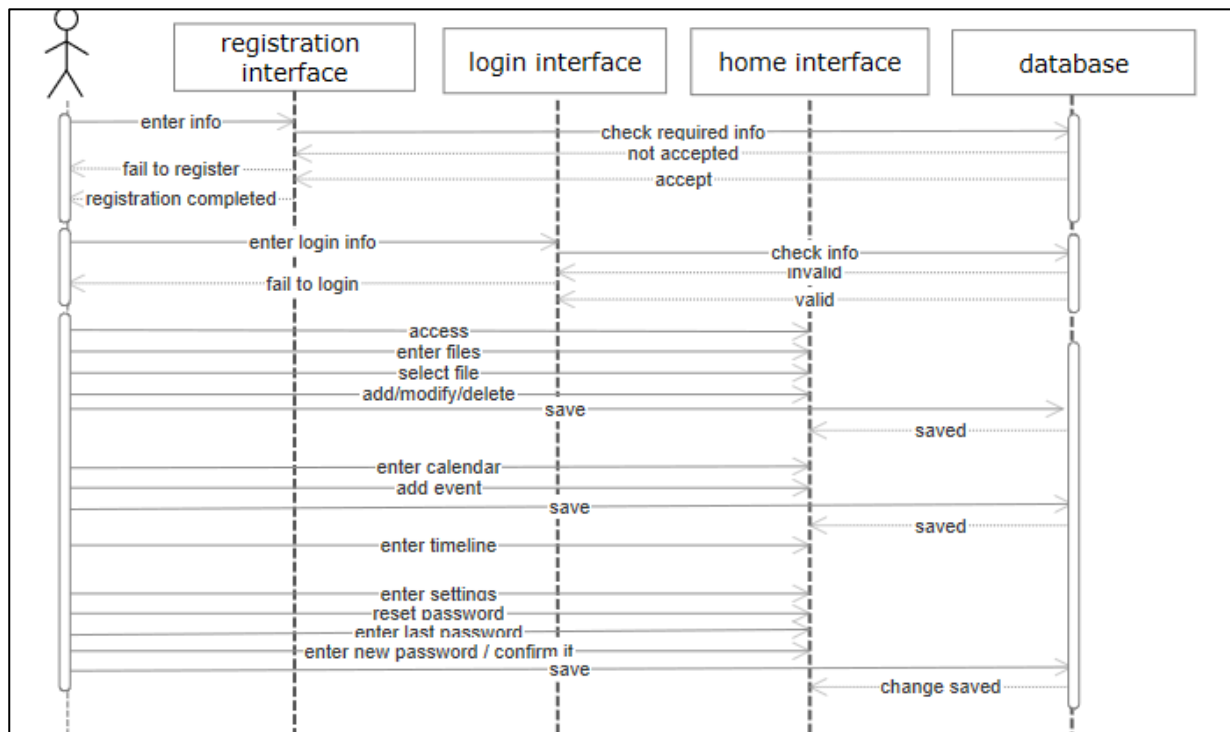 registration
interface
login interface
home interface
database
enter info
check required info
not accepted
fail to register
accept
registration completed
enter login info
check info
invalid
fail to login
valid
access
enter files
select file
add/modify/delete
save
saved
enter calendar
add event
save
saved
enter timeline
enter settings
reset password
enter last password
enter new password / confirm it
save
change saved